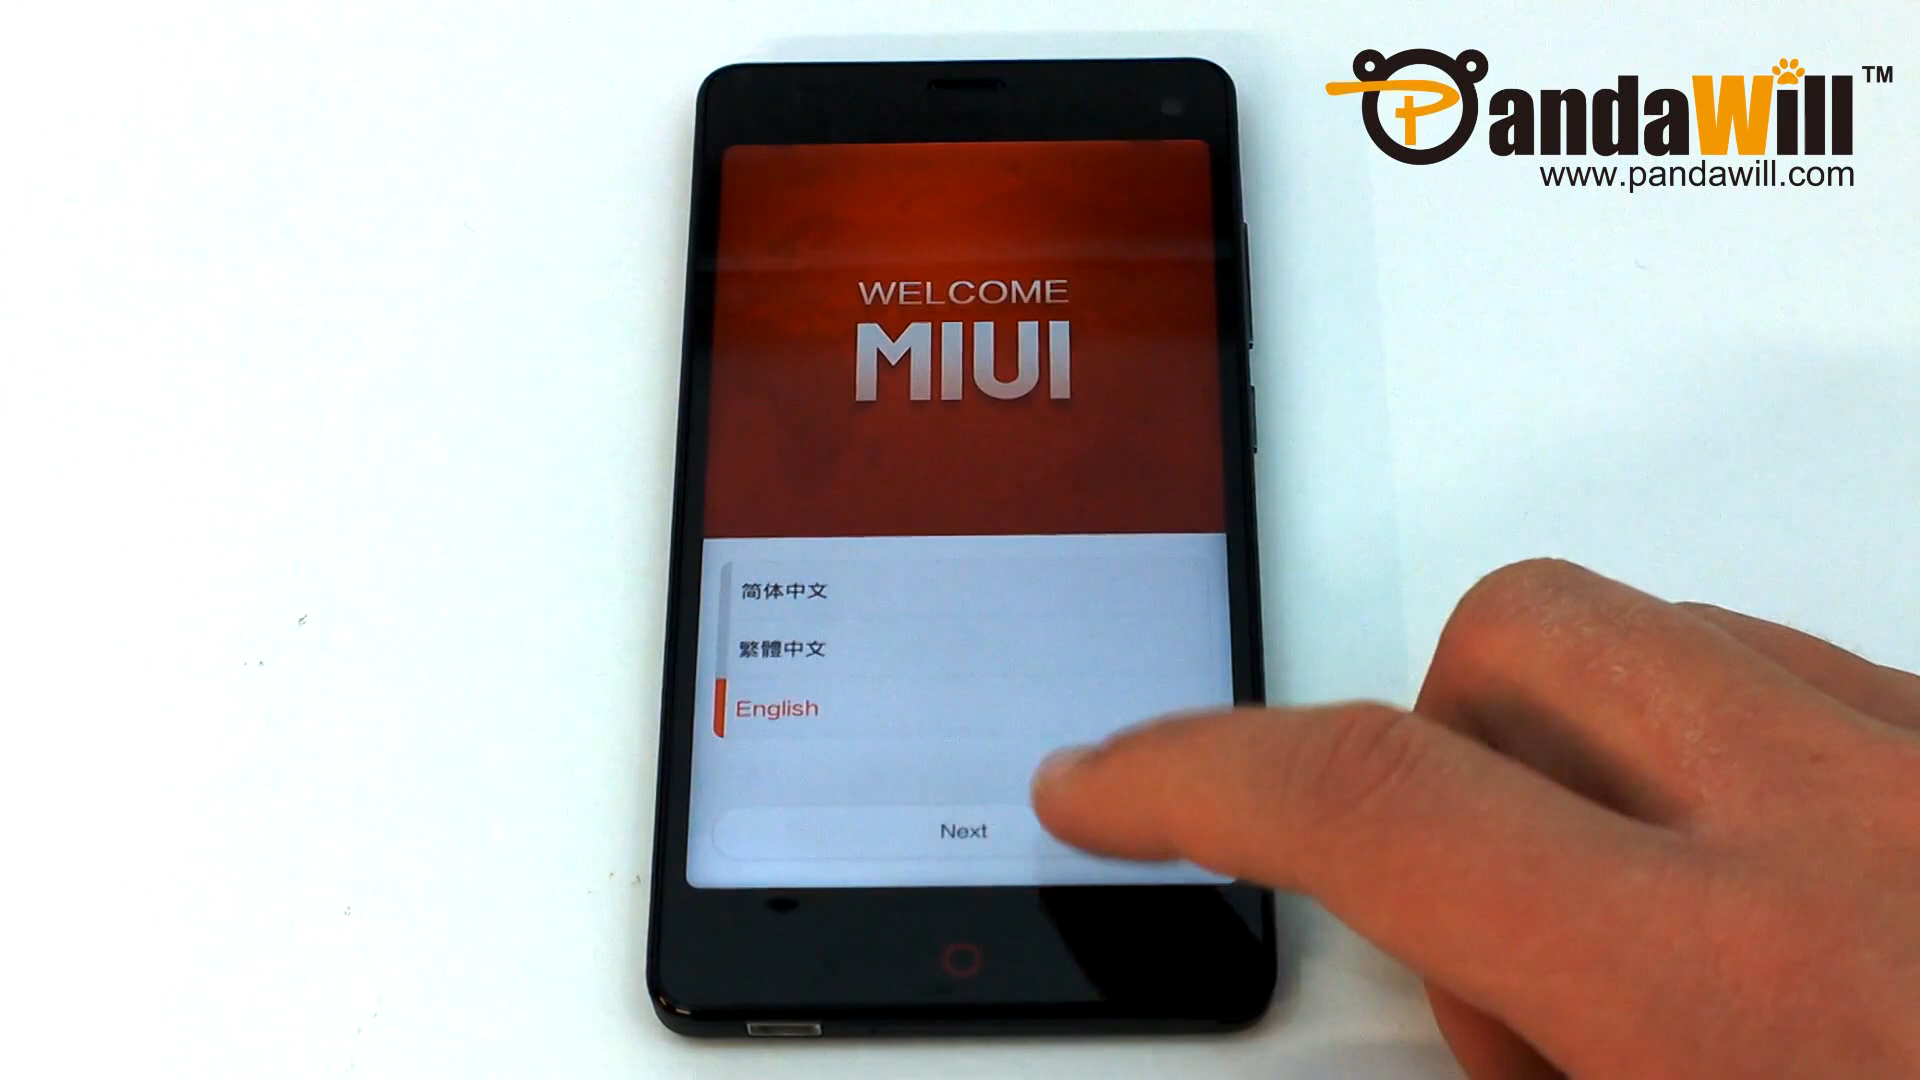 PandaWill™
www.pandawill.com
WELCOME
MIUI
简体中文
繁體中文
English
Next